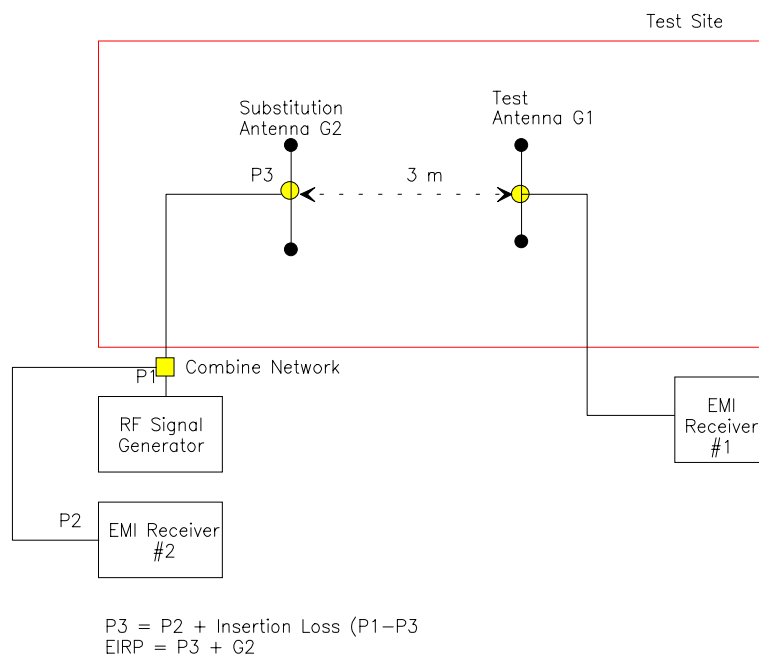 Test Site
Substitution
Antenna G2
Test
Antenna G1
P3
3 m
P1
Combine Network
RF Signal
Generator
EMI
Receiver
#1
P2
EMI Receiver
#2
P3 = P2 + Insertion Loss (P1-P3
EIRP = P3 + G2